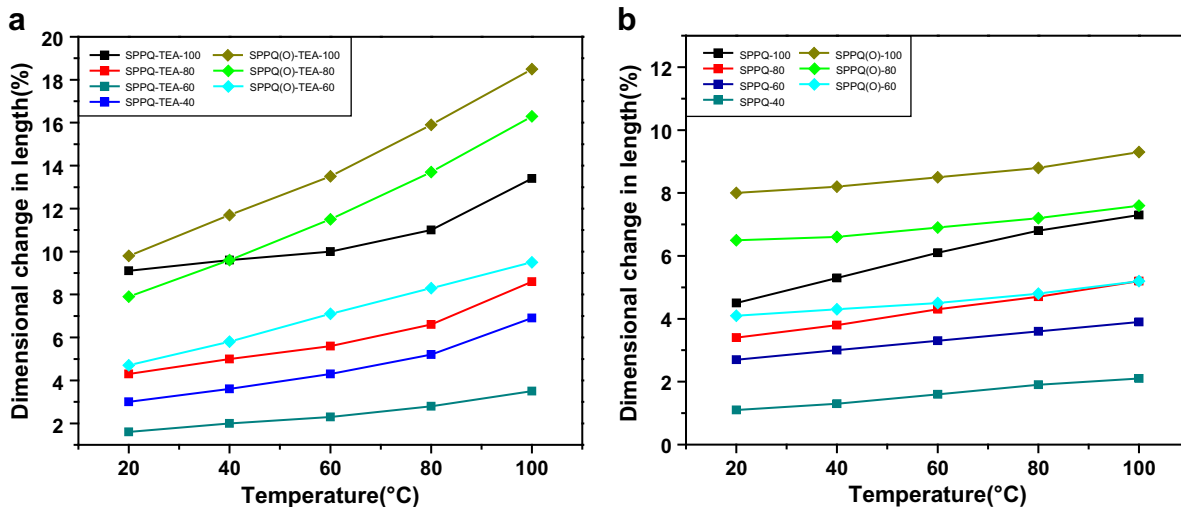 a
Dimensional change in length(%)
20
18
16
14
12
10
8
6
4
2
SPPQ-TEA-100
SPPQ-TEA-80
SPPQ-TEA-60
SPPQ-TEA-40
SPPQ(O)-TEA-100
SPPQ(O)-TEA-80
SPPQ(O)-TEA-60
20 40 60 80 100
Temperature(°C)
b
Dimensional change in length(%)
12
10
8
6
4
2
0
SPPQ-100
SPPQ-80
SPPQ-60
SPPQ-40
SPPQ(O)-100
SPPQ(O)-80
SPPQ(O)-60
20 40 60 80 100
Temperature(°C)